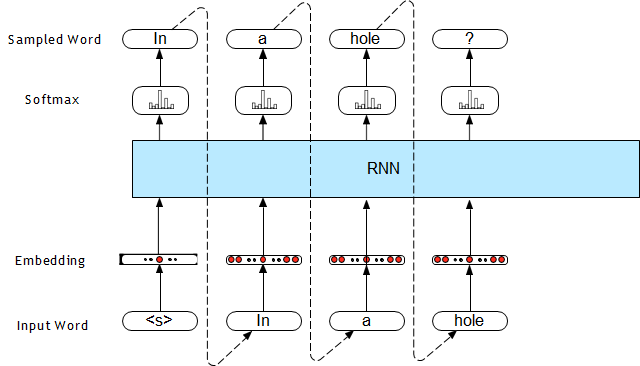 Sampled Word In a hole ?
Softmax
RNN
Embedding
Input Word <s> In a hole